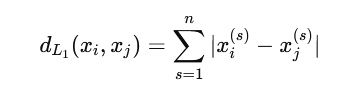 $d_{L_1}(x_i, x_j) = \sum_{s=1}^{n} |x_i^{(s)} - x_j^{(s)}|$